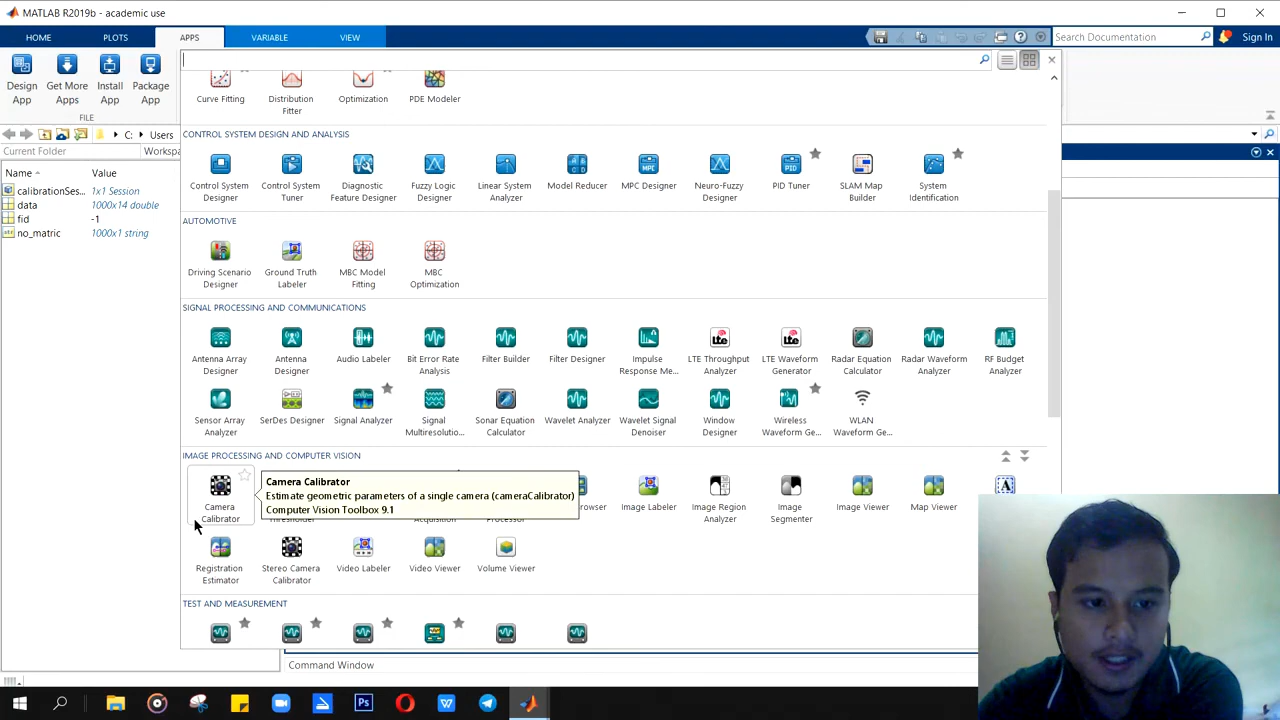 MATLAB R2019b - academic use
HOME PLOTS APPS VARIABLE VIEW
Search Documentation
Sign In
Design App
Get More Apps
Install App
Package App
FILE
Curve Fitting
Distribution Fitter
Optimization
PDE Modeler
C: Users
Current Folder
Workspa
CONTROL SYSTEM DESIGN AND ANALYSIS
Name
Value
calibrationSes... 1x1 Session
data 1000x14 double
fid -1
no_matric 1000x1 string
Control System Designer
Control System Tuner
Diagnostic Feature Designer
Fuzzy Logic Designer
Linear System Analyzer
Model Reducer
MPC Designer
Neuro-Fuzzy Designer
PID Tuner
SLAM Map Builder
System Identification
AUTOMOTIVE
Driving Scenario Designer
Ground Truth Labeler
MBC Model Fitting
MBC Optimization
SIGNAL PROCESSING AND COMMUNICATIONS
Antenna Array Designer
Antenna Designer
Audio Labeler
Bit Error Rate Analysis
Filter Builder
Filter Designer
Impulse Response Me...
LTE Throughput Analyzer
LTE Waveform Generator
Radar Equation Calculator
Radar Waveform Analyzer
RF Budget Analyzer
Sensor Array Analyzer
SerDes Designer
Signal Analyzer
Signal Multiresolutio...
Sonar Equation Calculator
Wavelet Analyzer
Wavelet Signal Denoiser
Window Designer
Wireless Waveform Ge...
WLAN Waveform Ge...
IMAGE PROCESSING AND COMPUTER VISION
Camera Calibrator
Camera Calibrator
Estimate geometric parameters of a single camera (cameraCalibrator)
Computer Vision Toolbox 9.1
Image Labeler
Image Region Analyzer
Image Segmenter
Image Viewer
Map Viewer
Registration Estimator
Stereo Camera Calibrator
Video Labeler
Video Viewer
Volume Viewer
TEST AND MEASUREMENT
Command Window